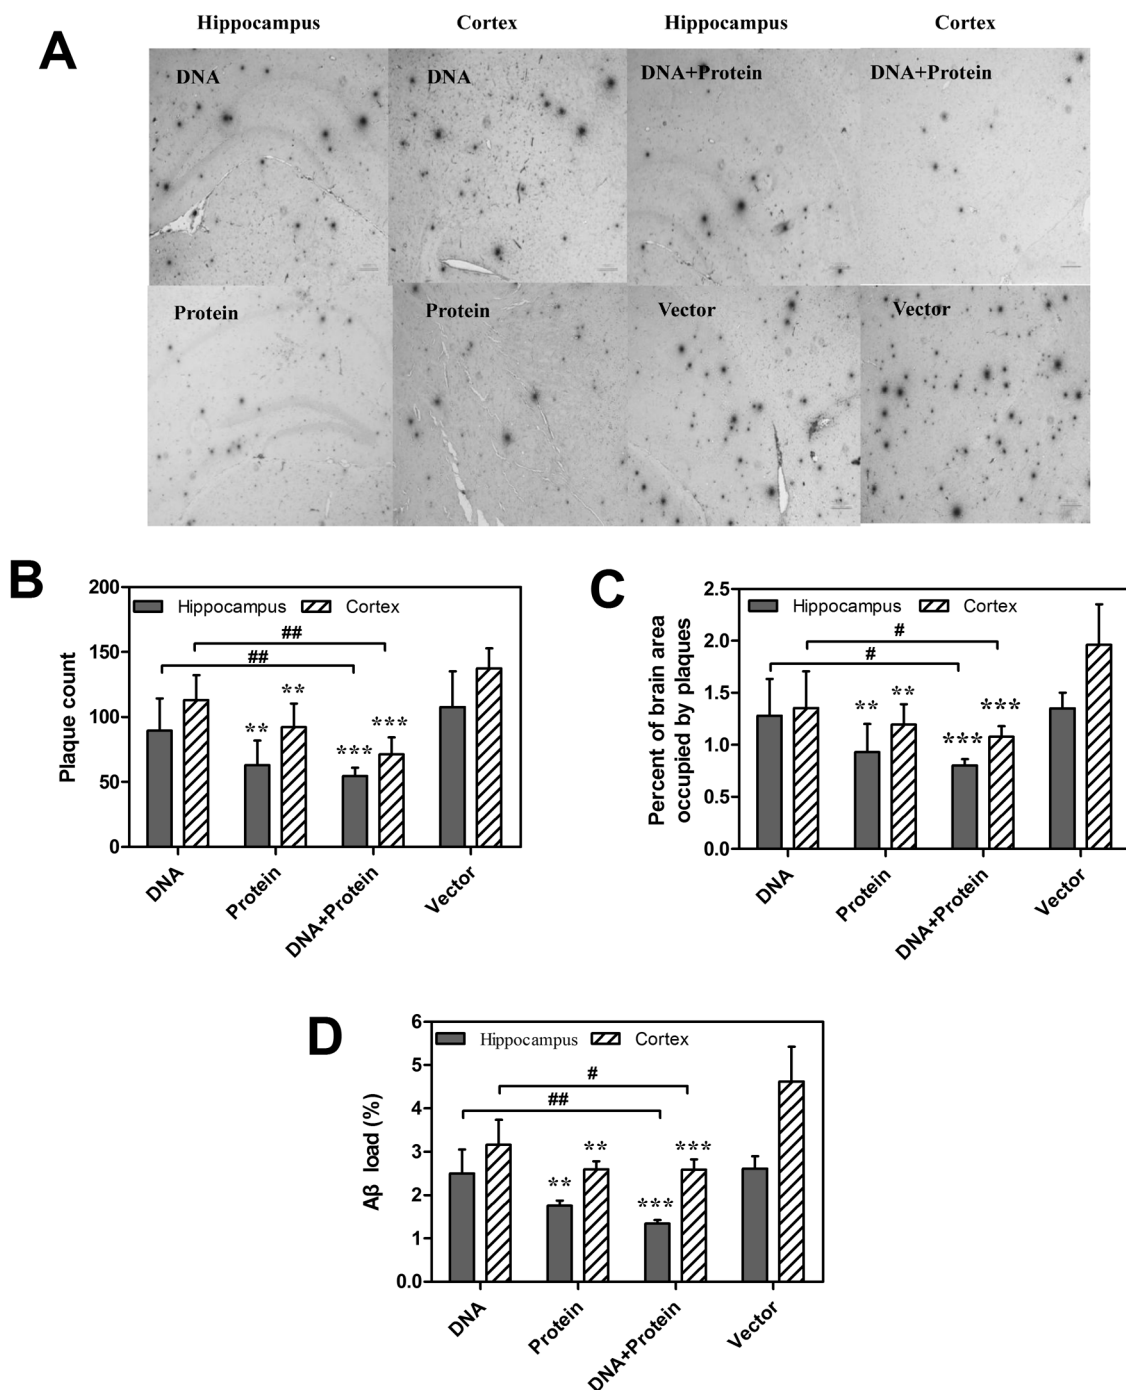 Hippocampus Cortex Hippocampus Cortex
A
DNA DNA DNA+Protein DNA+Protein
Protein Protein Vector Vector
B
Plaque count
200
150
100
50
0
Hippocampus Cortex
##
##
** ** *** ***
DNA Protein DNA+Protein Vector
C
Percent of brain area
occupied by plaques
2.5
2.0
1.5
1.0
0.5
0.0
Hippocampus Cortex
#
#
** ** *** ***
DNA Protein DNA+Protein Vector
D
Aβ load (%)
6
5
4
3
2
1
0.0
Hippocampus Cortex
#
##
** ** *** ***
DNA Protein DNA+Protein Vector